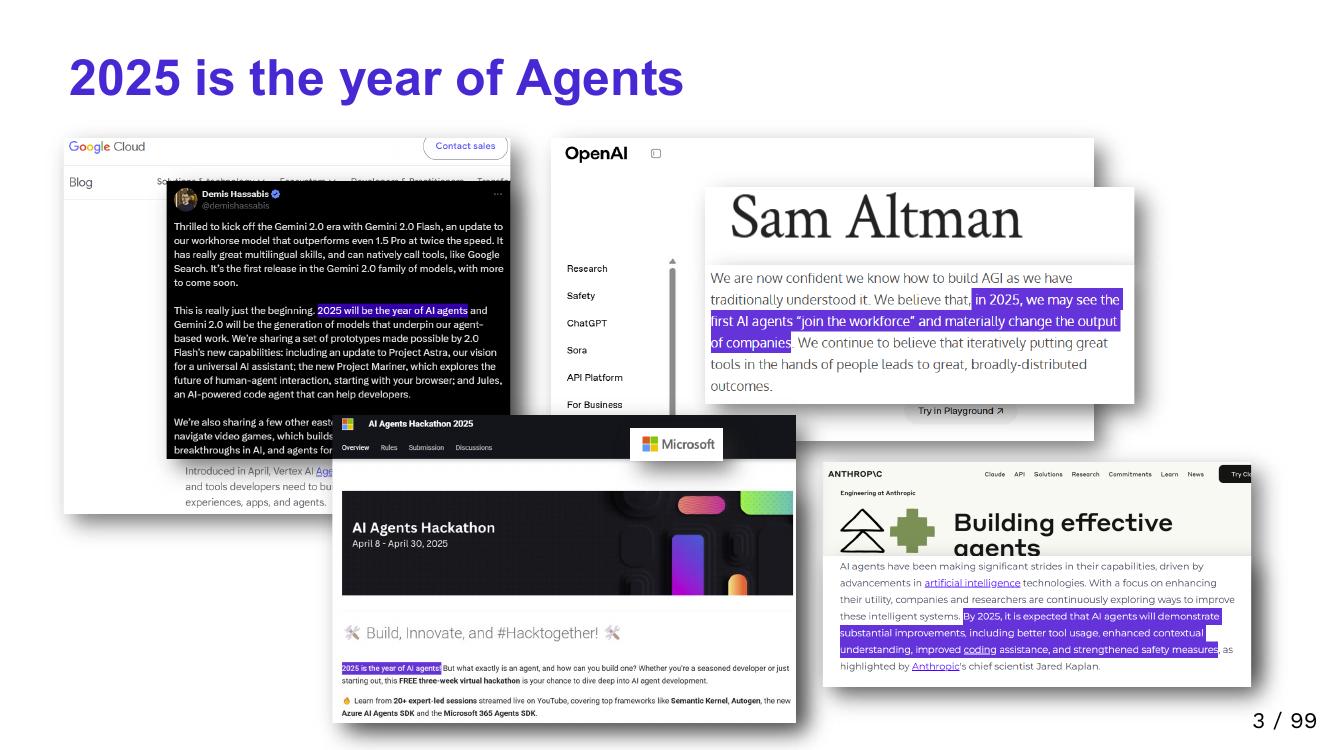 2025 is the year of Agents
Google Cloud
Contact sales
Blog
Demis Hassabis
@demishassabis
Thrilled to kick off the Gemini 2.0 era with Gemini 2.0 Flash, an update to
our workhorse model that outperforms even 1.5 Pro at twice the speed. It
has really great multilingual skills, and can natively call tools, like Google
Search. It's the first release in the Gemini 2.0 family of models, with more
to come soon.
This is really just the beginning. 2025 will be the year of AI agents and
Gemini 2.0 will be the generation of models that underpin our agent-
based work. We're sharing a set of prototypes made possible by 2.0
Flash's new capabilities: including an update to Project Astra, our vision
for a universal AI assistant; the new Project Mariner, which explores the
future of human-agent interaction, starting with your browser; and Jules,
an AI-powered code agent that can help developers.
We're also sharing a few other
navigate video games, which builds
breakthroughs in AI, and agents for
Introduced in April, Vertex AI
and tools developers need to
experiences, apps, and agents.
OpenAI
Research
Safety
ChatGPT
Sora
API Platform
For Business
Try in Playground ↗
Sam Altman
We are now confident we know how to build AGI as we have
traditionally understood it. We believe that, in 2025, we may see the
first AI agents “join the workforce” and materially change the output
of companies. We continue to believe that iteratively putting great
tools in the hands of people leads to great, broadly-distributed
outcomes.
AI Agents Hackathon 2025
Overview Rules Submission Discussions
Microsoft
AI Agents Hackathon
April 8 - April 30, 2025
🛠️ Build, Innovate, and #Hacktogether! 🛠️
2025 is the year of AI agents! But what exactly is an agent, and how can you build one? Whether you're a seasoned developer or just
starting out, this FREE three-week virtual hackathon is your chance to dive deep into AI agent development.
🔥 Learn from 20+ expert-led sessions streamed live on YouTube, covering top frameworks like Semantic Kernel, Autogen, the new
Azure AI Agents SDK and the Microsoft 365 Agents SDK.
ANTHROP\C
Claude API Solutions Research Commitments Learn News Try
Engineering at Anthropic
Building effective
agents
AI agents have been making significant strides in their capabilities, driven by
advancements in artificial intelligence technologies. With a focus on enhancing
their utility, companies and researchers are continuously exploring ways to improve
these intelligent systems. By 2025, it is expected that AI agents will demonstrate
substantial improvements, including better tool usage, enhanced contextual
understanding, improved coding assistance, and strengthened safety measures, as
highlighted by Anthropic's chief scientist Jared Kaplan.
3 / 99